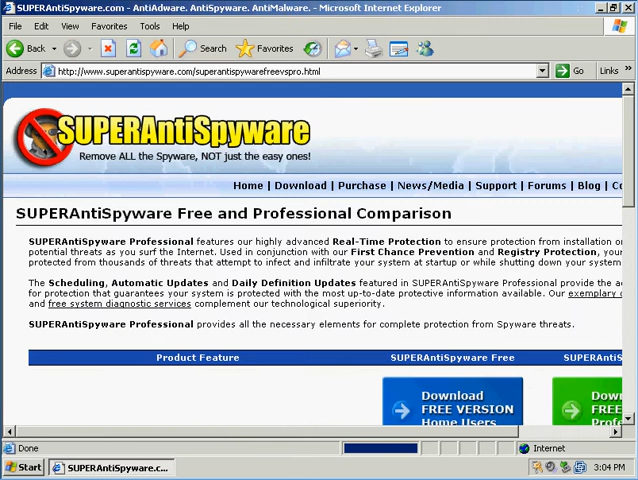 SUPERAntiSpyware.com - AntiAdware. AntiSpyware. AntiMalware. - Internet Explorer
File Edit View Favorites Tools Help
Back Search Favorites
Address http://www.superantispyware.com/superantispywarefreevspro.html Go Links »
SUPERAntiSpyware
Remove ALL the Spyware, NOT just the easy ones!
Home | Download | Purchase | News/Media | Support | Forums | Blog | Co
SUPERAntiSpyware Free and Professional Comparison
SUPERAntiSpyware Professional features our highly advanced Real-Time Protection to ensure protection from installation o
potential threats as you surf the Internet. Used in conjunction with our First Chance Prevention and Registry Protection, your
protected from thousands of threats that attempt to infect and infiltrate your system at startup or while shutting down your system
The Scheduling, Automatic Updates and Daily Definition Updates featured in SUPERAntiSpyware Professional provide the ad
for protection that guarantees your system is protected with the most up-to-date protective information available. Our exemplary c
and free system diagnostic services complement our technological superiority.
SUPERAntiSpyware Professional provides all the necessary elements for complete protection from Spyware threats.
Product Feature SUPERAntiSpyware Free SUPERAntiS
Download
FREE VERSION
Home Users
Down
FREE
Profe
Done Internet
Start SUPERAntiSpyware.c... 3:04 PM